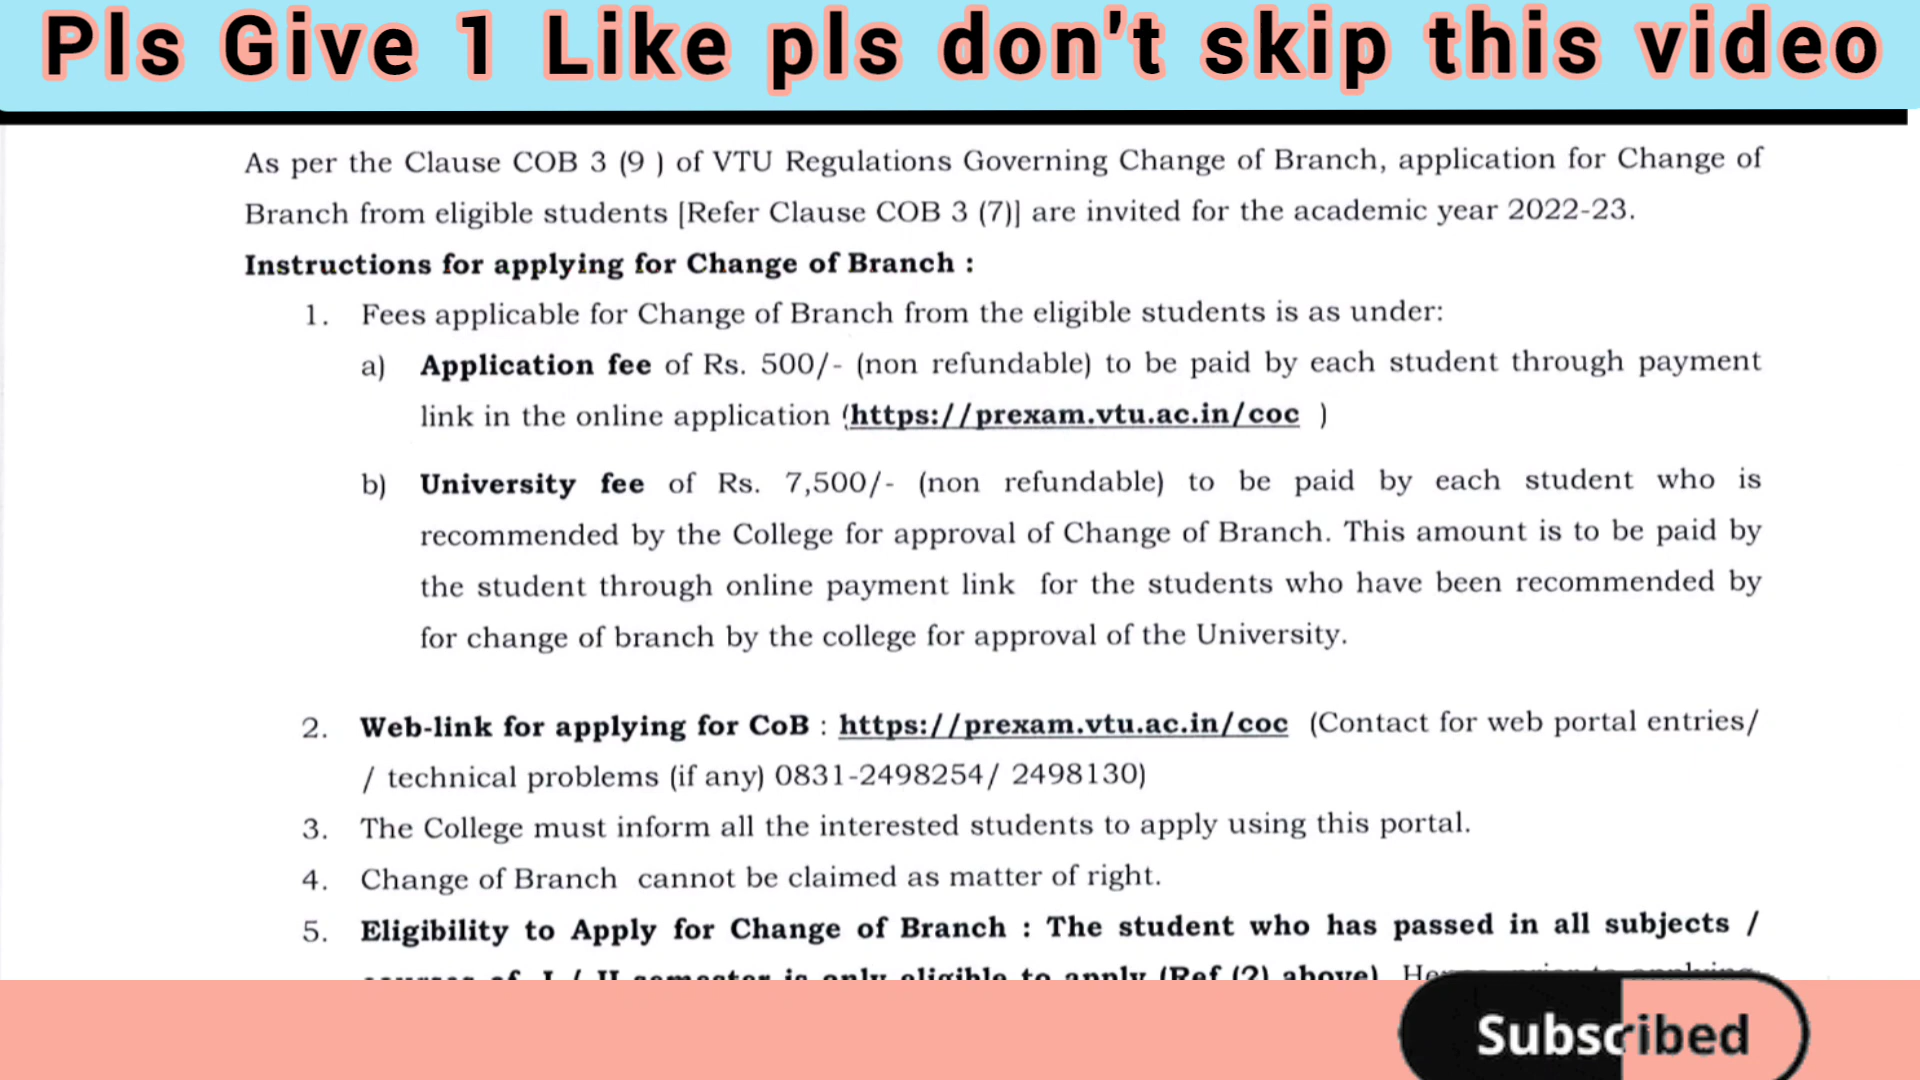 Pls Give 1 Like pls don't skip this video
As per the Clause COB 3 (9 ) of VTU Regulations Governing Change of Branch, application for Change of
Branch from eligible students [Refer Clause COB 3 (7)] are invited for the academic year 2022-23.
Instructions for applying for Change of Branch :
1. Fees applicable for Change of Branch from the eligible students is as under:
a) Application fee of Rs. 500/- (non refundable) to be paid by each student through payment
link in the online application (https://prexam.vtu.ac.in/coc )
b) University fee of Rs. 7,500/- (non refundable) to be paid by each student who is
recommended by the College for approval of Change of Branch. This amount is to be paid by
the student through online payment link for the students who have been recommended by
for change of branch by the college for approval of the University.
2. Web-link for applying for CoB : https://prexam.vtu.ac.in/coc (Contact for web portal entries/
/ technical problems (if any) 0831-2498254/ 2498130)
3. The College must inform all the interested students to apply using this portal.
4. Change of Branch cannot be claimed as matter of right.
5. Eligibility to Apply for Change of Branch : The student who has passed in all subjects /
of I / II semester is only eligible to apply (Ref (2) above).
Subscribed